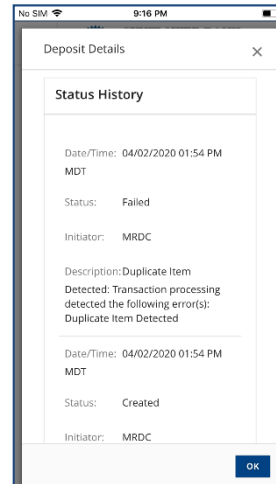 No SIM 9:16 PM
Deposit Details
Status History
Date/Time: 04/02/2020 01:54 PM
MDT
Status: Failed
Initiator: MRDC
Description: Duplicate Item
Detected: Transaction processing
detected the following error(s):
Duplicate Item Detected
Date/Time: 04/02/2020 01:54 PM
MDT
Status: Created
Initiator: MRDC
OK